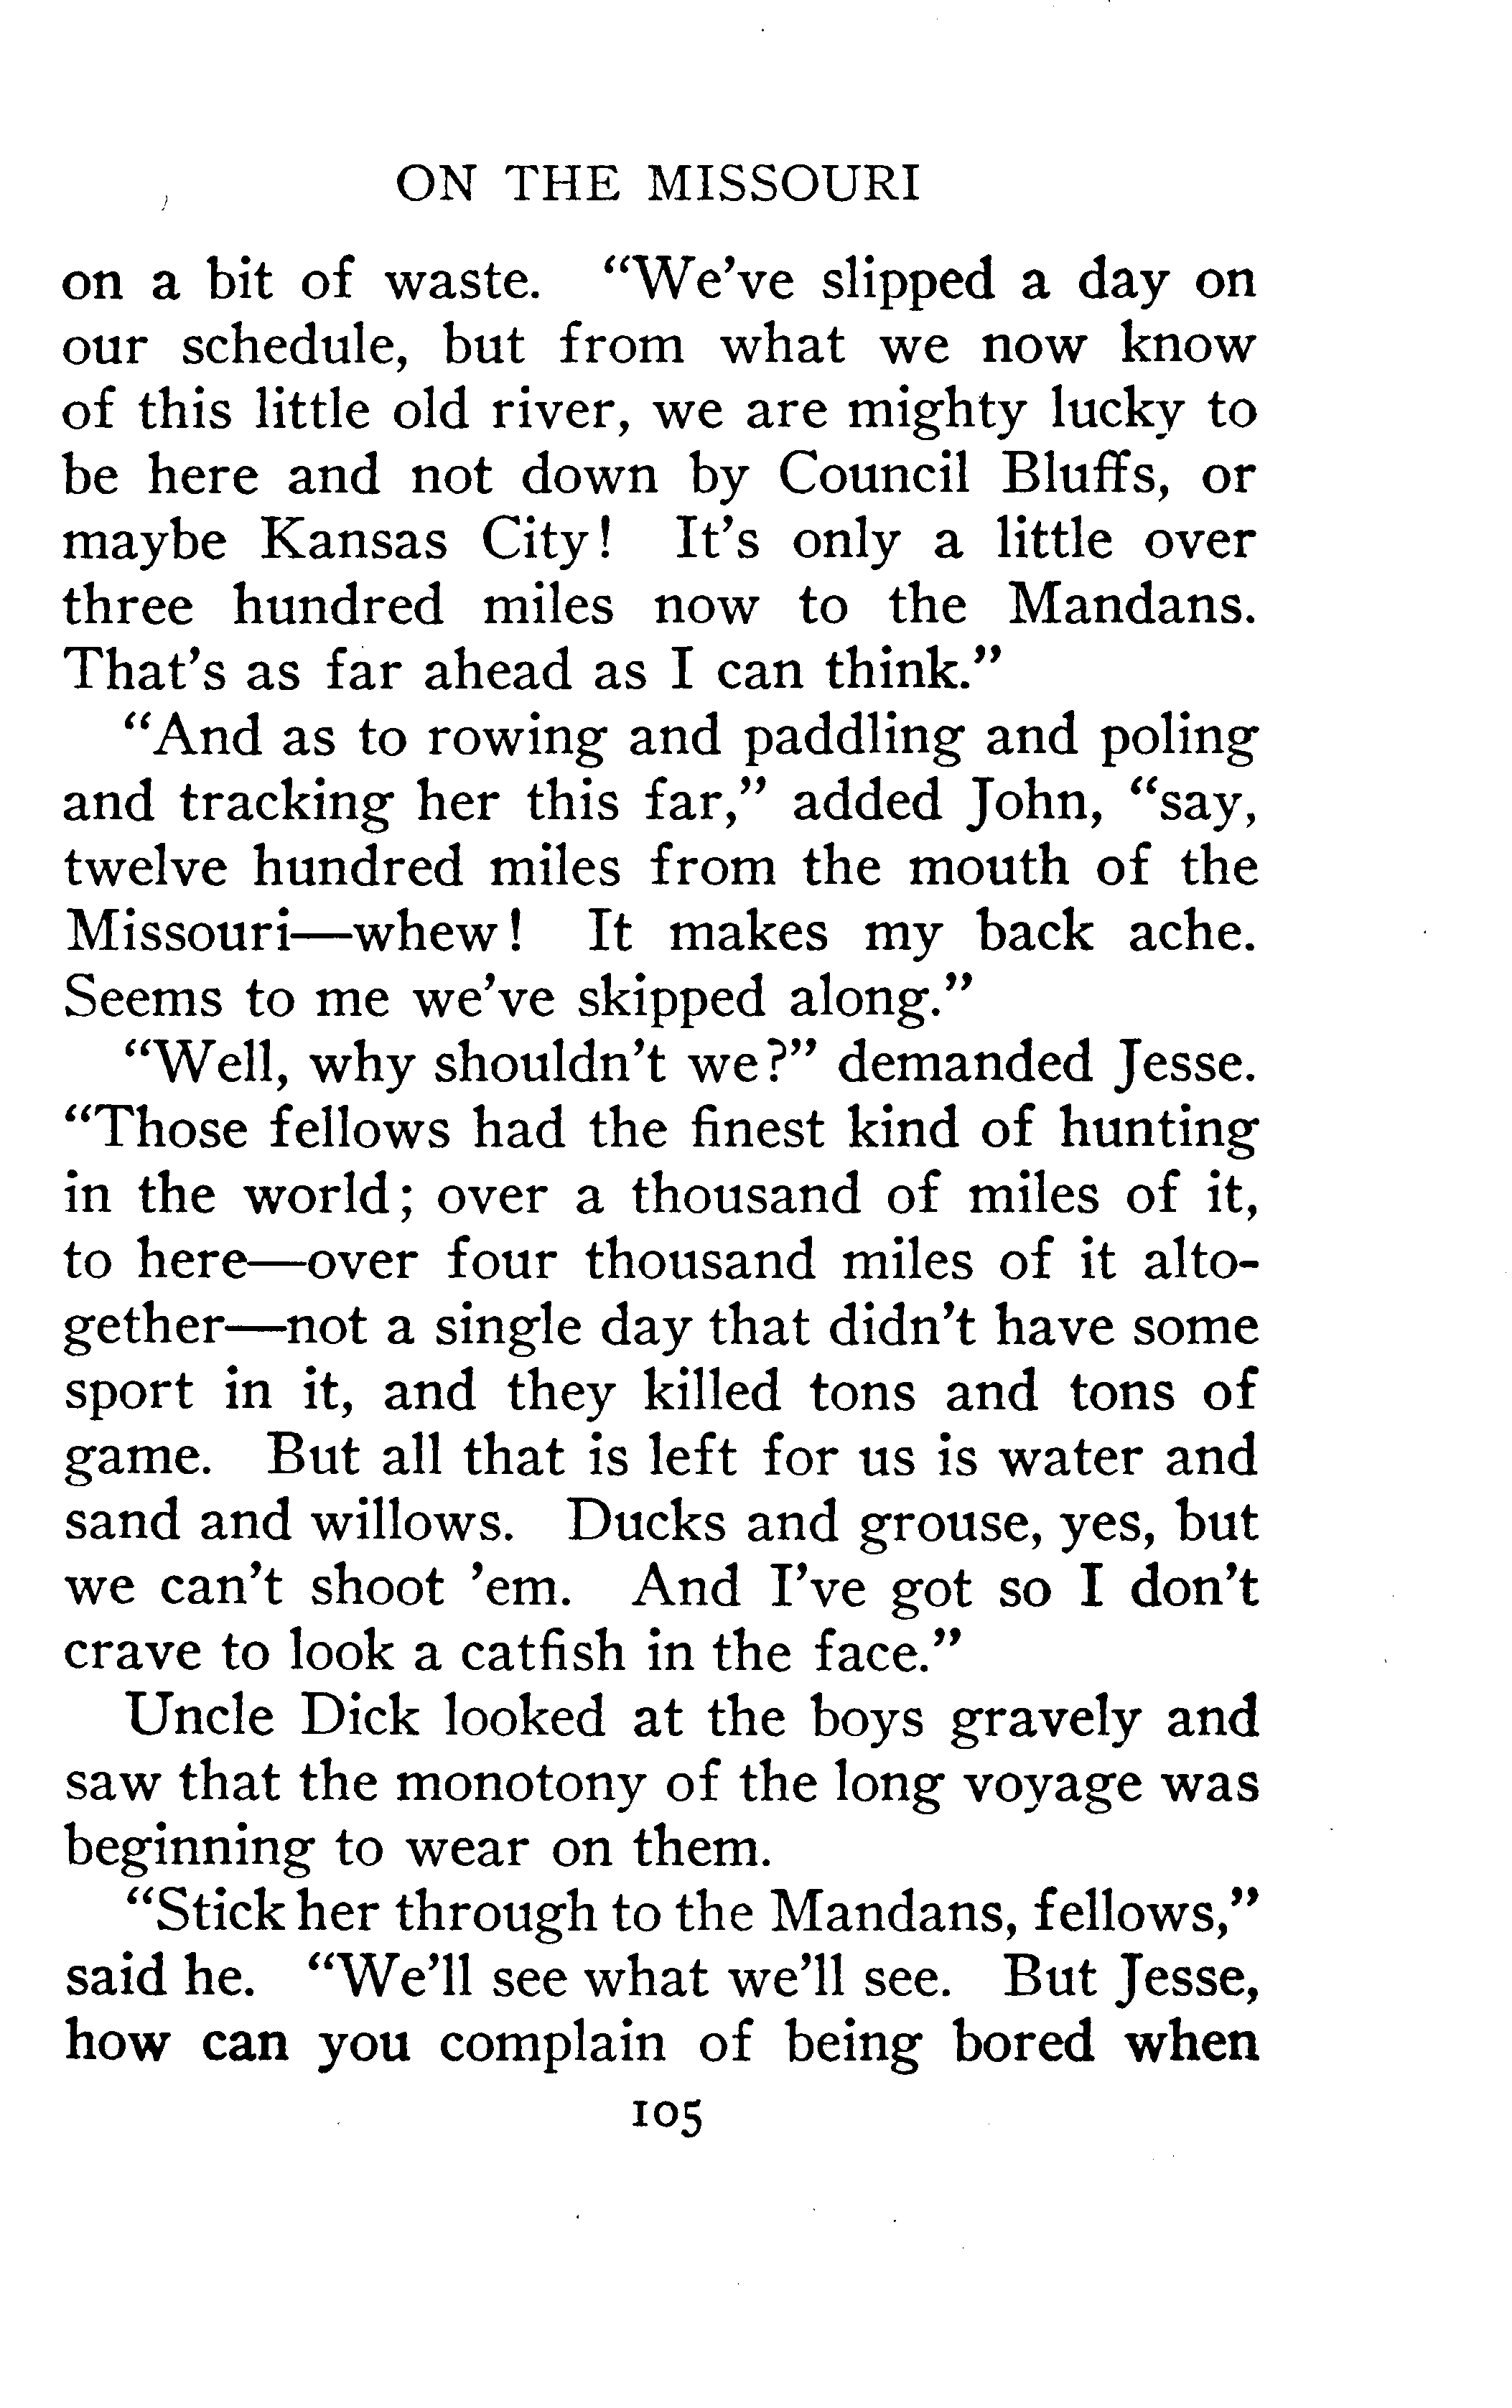 ON THE MISSOURI
on a bit of waste. “We’ve slipped a day on
our schedule, but from what we now know
of this little old river, we are mighty lucky to
be here and not down by Council Bluffs, or
maybe Kansas City! It’s only a little over
three hundred miles now to the Mandans.
That’s as far ahead as I can think.”
“And as to rowing and paddling and poling
and tracking her this far,” added John, “say,
twelve hundred miles from the mouth of the
Missouri—whew! It makes my back ache.
Seems to me we’ve skipped along.”
“Well, why shouldn’t we?” demanded Jesse.
“Those fellows had the finest kind of hunting
in the world; over a thousand of miles of it,
to here—over four thousand miles of it alto-
gether—not a single day that didn’t have some
sport in it, and they killed tons and tons of
game. But all that is left for us is water and
sand and willows. Ducks and grouse, yes, but
we can’t shoot ’em. And I’ve got so I don’t
crave to look a catfish in the face.”
Uncle Dick looked at the boys gravely and
saw that the monotony of the long voyage was
beginning to wear on them.
“Stick her through to the Mandans, fellows,”
said he. “We’ll see what we’ll see. But Jesse,
how can you complain of being bored when
105